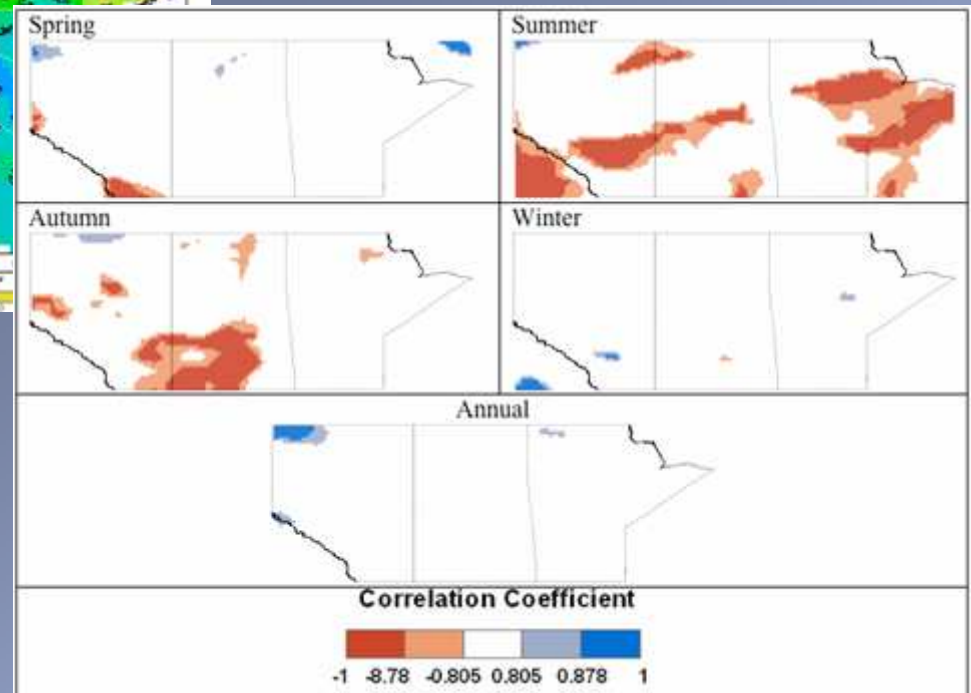 Spring
Summer
Autumn
Winter
Annual
Correlation Coefficient
-1 -8.78 -0.805 0.805 0.878 1